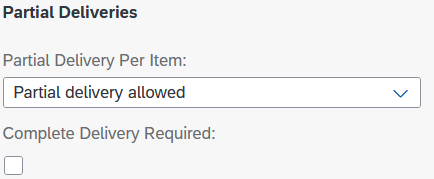 Partial Deliveries
Partial Delivery Per Item:
Partial delivery allowed
Complete Delivery Required: